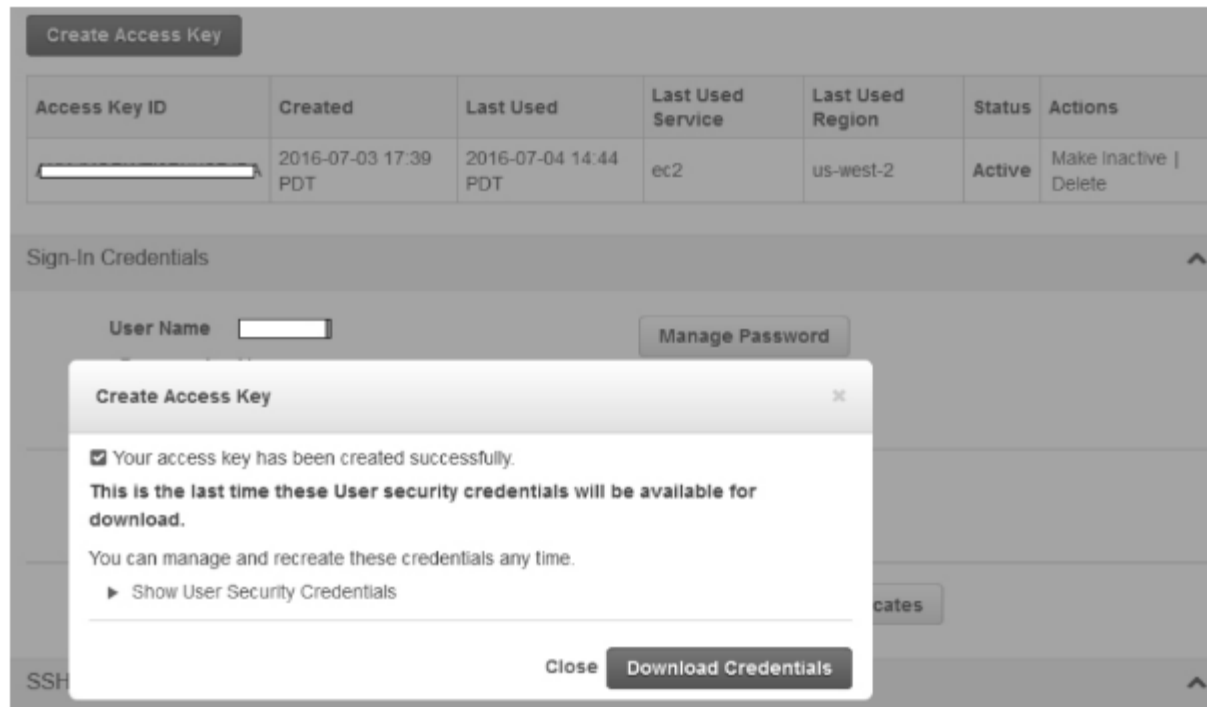 Create Access Key
Access Key ID Created Last Used Last Used Service Last Used Region Status Actions
2016-07-03 17:39 PDT 2016-07-04 14:44 PDT ec2 us-west-2 Active Make Inactive | Delete
Sign-In Credentials
User Name Manage Password
Create Access Key
Your access key has been created successfully.
This is the last time these User security credentials will be available for
download.
You can manage and recreate these credentials any time.
Show User Security Credentials
cates
Close Download Credentials
SSH